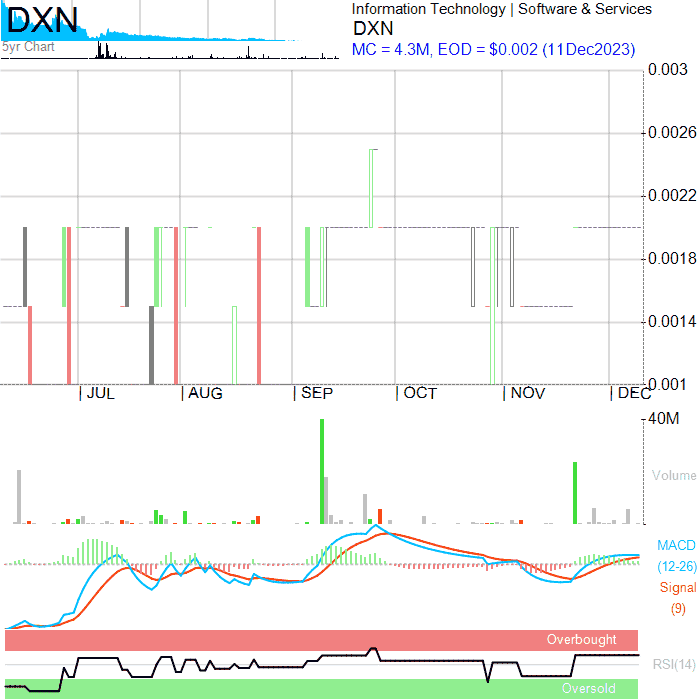 DXN
5yr Chart
Information Technology | Software & Services
DXN
MC = 4.3M, EOD = $0.002 (11Dec2023)
0.003
0.0026
0.0022
0.0018
0.0014
0.001
JUL AUG SEP OCT NOV DEC
40M
Volume
MACD
(12-26)
Signal
(9)
Overbought
RSI(14)
Oversold